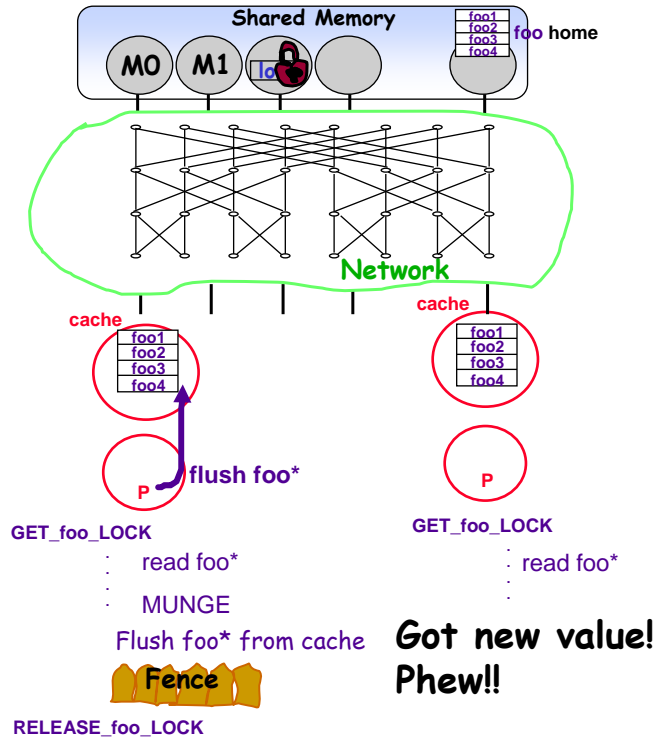 Shared Memory
foo1
foo2
foo3
foo4
foo home
M0
M1
lo
Network
cache
foo1
foo2
foo3
foo4
cache
foo1
foo2
foo3
foo4
flush foo*
P
P
GET_foo_LOCK
read foo*
MUNGE
Flush foo* from cache
Fence
RELEASE_foo_LOCK
GET_foo_LOCK
read foo*
Got new value!
Phew!!